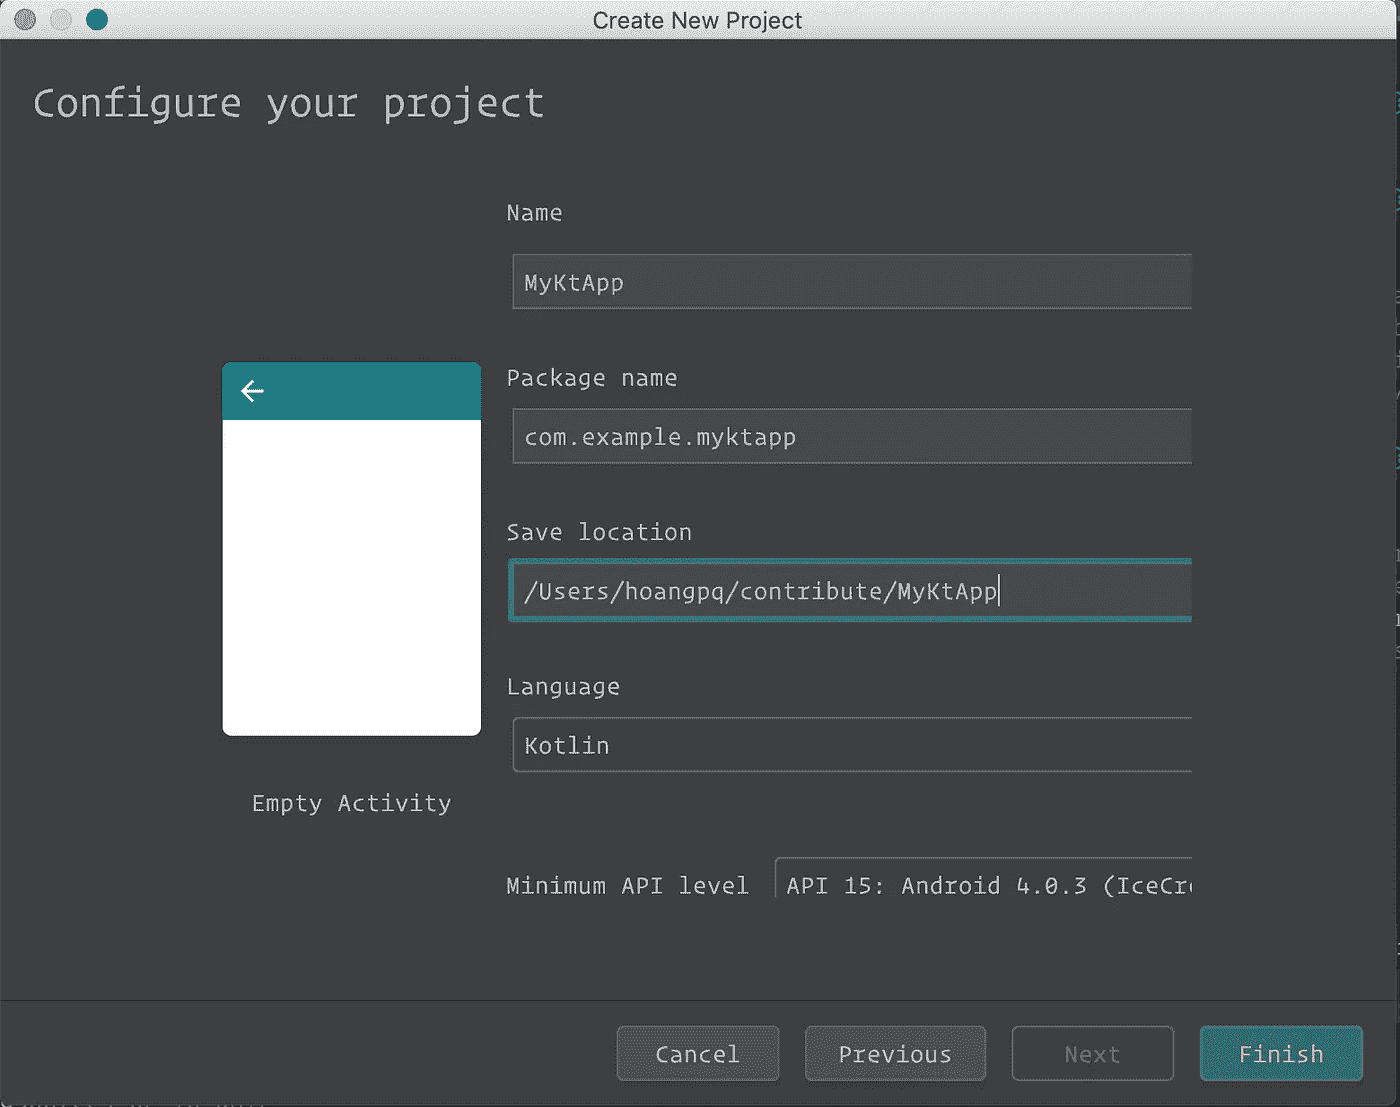 Create New Project
Configure your project
Name
MyKtApp
Package name
com.example.myktapp
Save location
/Users/hoangpq/contribute/MyKtApp
Language
Kotlin
Empty Activity
Minimum API level
API 15: Android 4.0.3 (IceCr
Cancel
Previous
Next
Finish